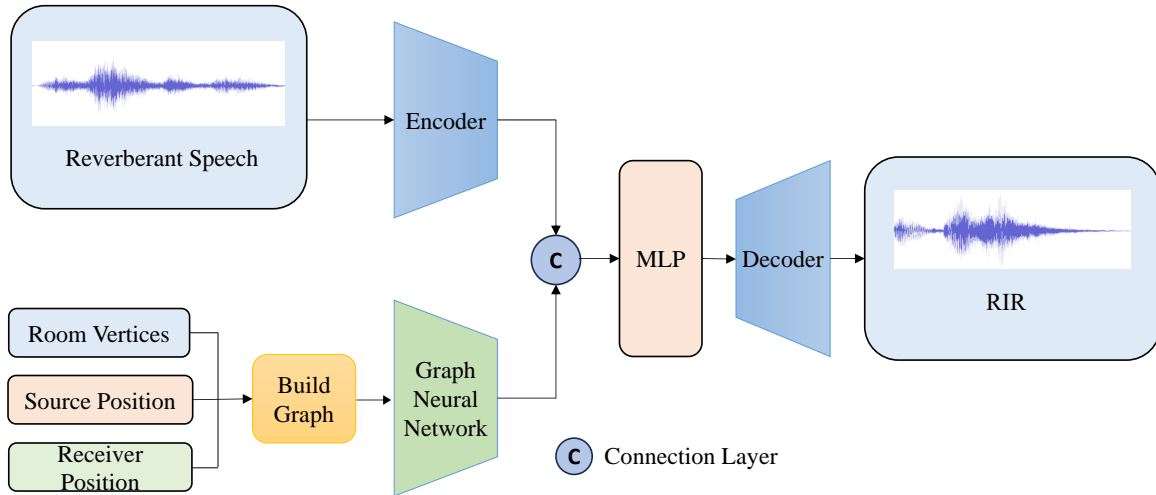 Reverberant Speech
Encoder
C
MLP
Decoder
RIR
Room Vertices
Source Position
Receiver
Position
Build
Graph
Graph
Neural
Network
C
Connection Layer